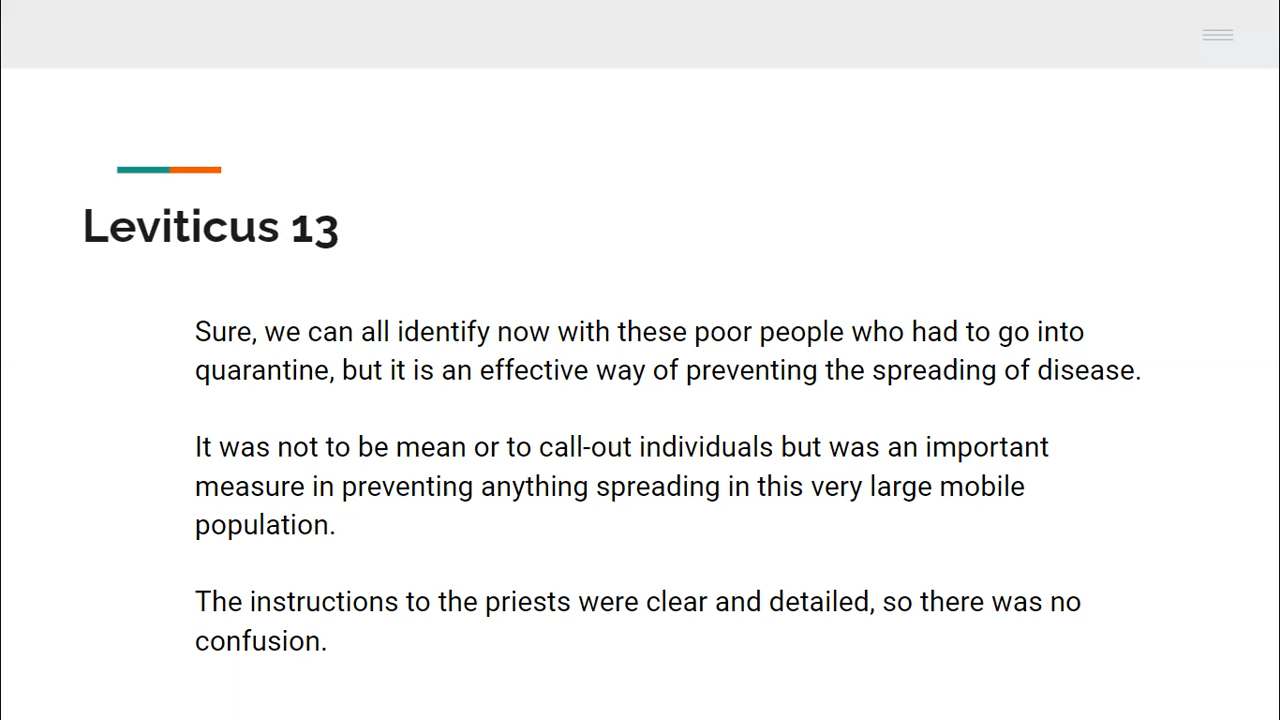 Leviticus 13
Sure, we can all identify now with these poor people who had to go into
quarantine, but it is an effective way of preventing the spreading of disease.
It was not to be mean or to call-out individuals but was an important
measure in preventing anything spreading in this very large mobile
population.
The instructions to the priests were clear and detailed, so there was no
confusion.